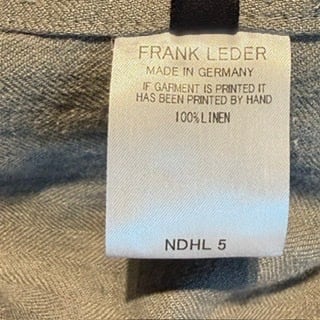 FRANK LEDER
MADE IN GERMANY
IF GARMENT IS PRINTED IT
HAS BEEN PRINTED BY HAND
100% LINEN
NDHL 5